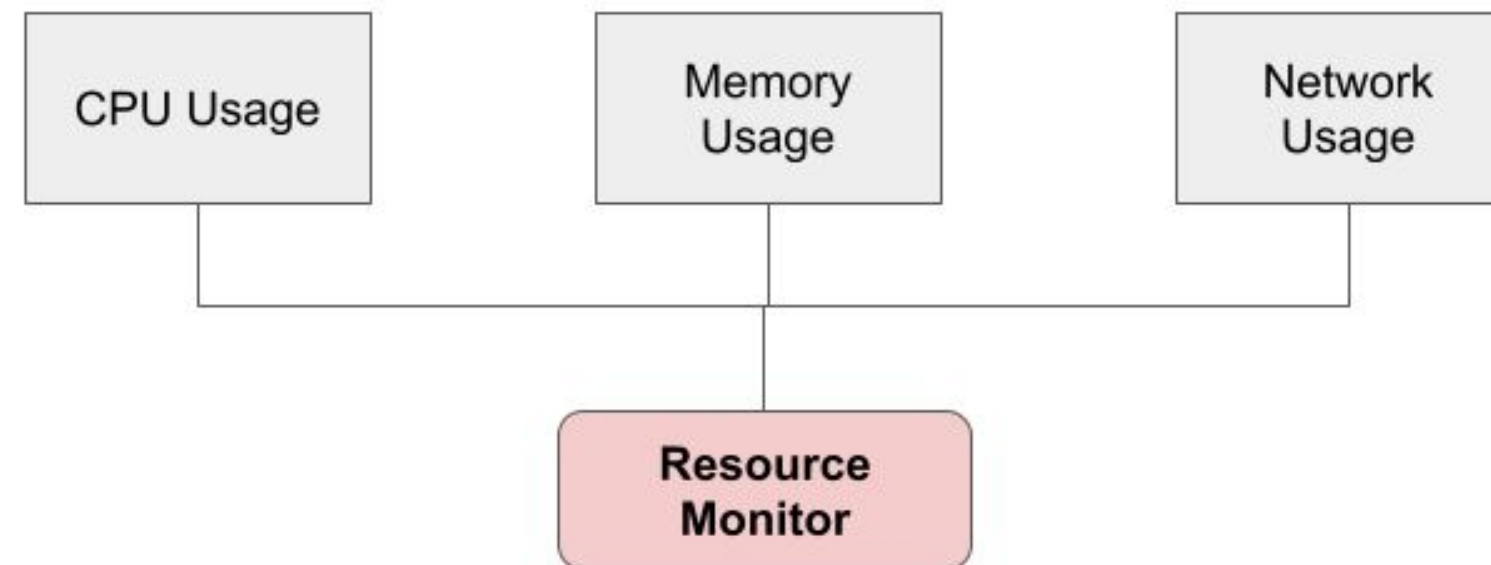 CPU Usage
Memory
Usage
Network
Usage
Resource
Monitor